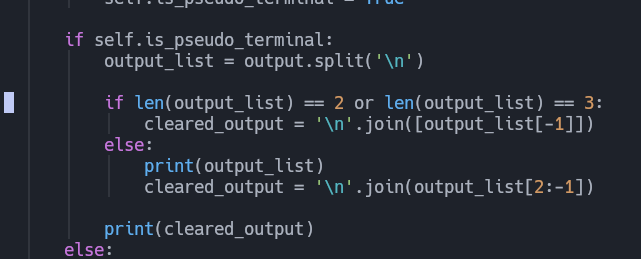 self.is_pseudo_terminal = True
if self.is_pseudo_terminal:
output_list = output.split('\n')
if len(output_list) == 2 or len(output_list) == 3:
cleared_output = '\n'.join([output_list[-1]])
else:
print(output_list)
cleared_output = '\n'.join(output_list[2:-1])
print(cleared_output)
else: